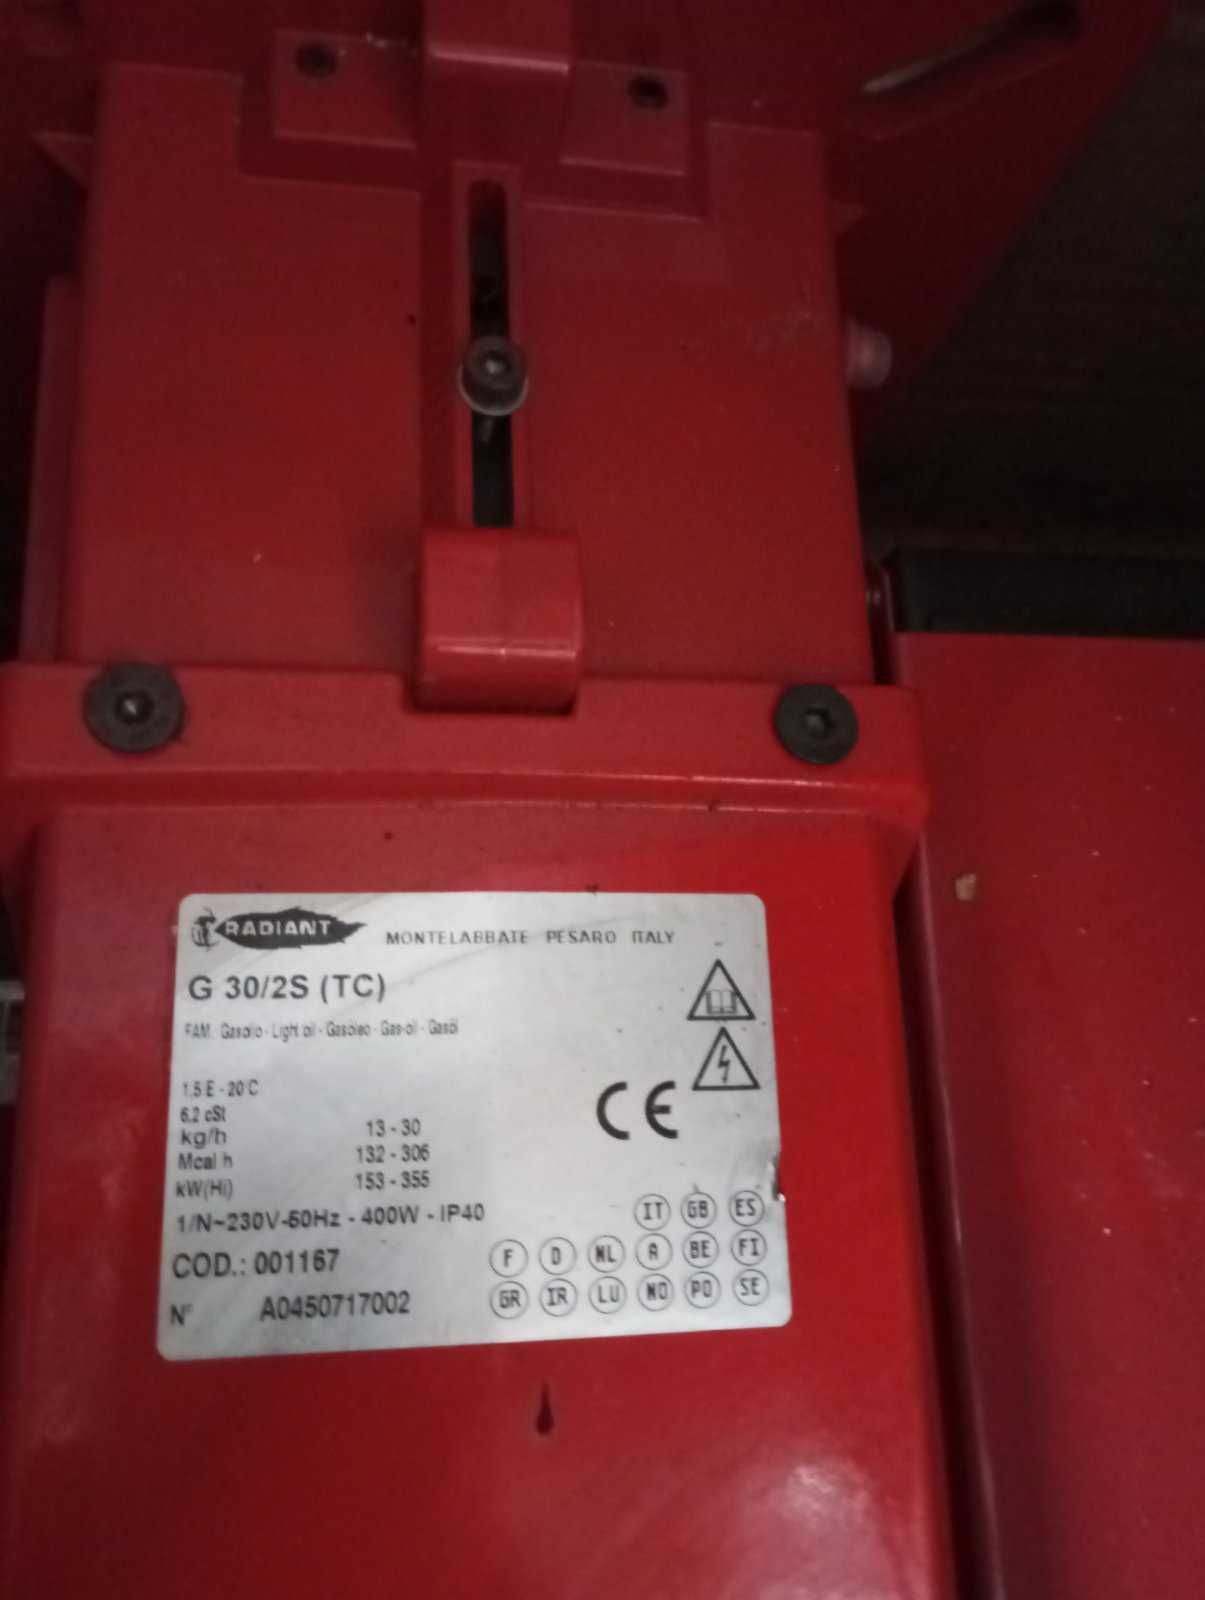 RADIANT MONTELABBATE PESARO ITALY
G 30/2S (TC)
FAM. Gasolio - Light oil - Gasóleo - Gas-oil - Gasöl
1.5 E - 20 C
6.2 cSt
kg/h 13 - 30
Mcal h 132 - 306
kW(Hi) 153 - 355
1/N~230V-50Hz - 400W - IP40
CE
COD.: 001167
N° A0450717002
IT GB ES
F D NL A BE FI
GR IR LU NO PO SE